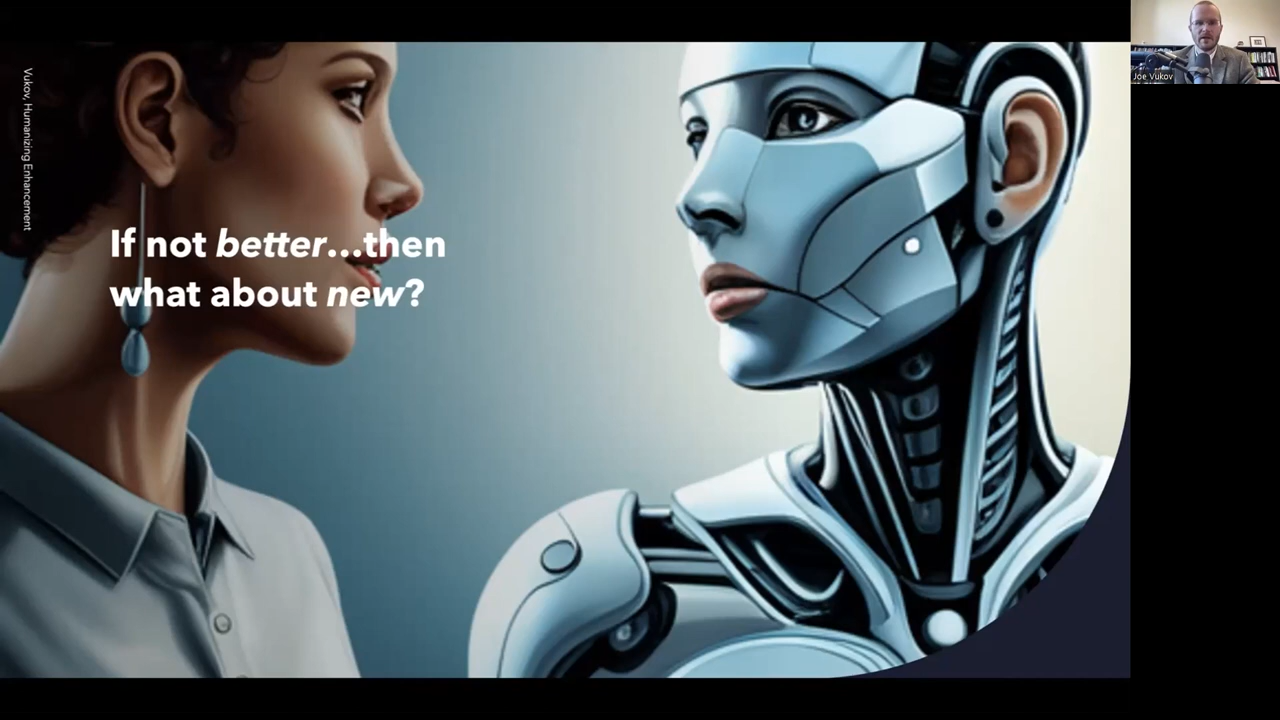 Vukov, Humanizing Enhancement
If not better...then
what about new?
Joe Vukov